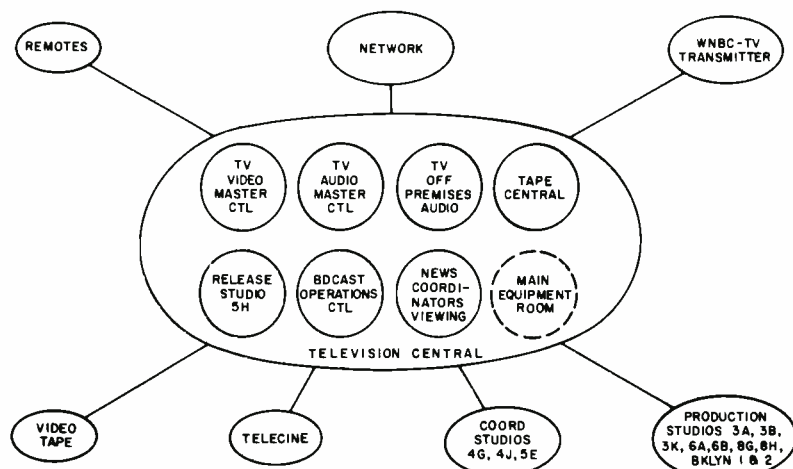 REMOTES
NETWORK
WNBC-TV
TRANSMITTER
TV
VIDEO
MASTER
CTL
TV
AUDIO
MASTER
CTL
TV
OFF
PREMISES
AUDIO
TAPE
CENTRAL
RELEASE
STUDIO
5H
BDCAST
OPERATIONS
CTL
NEWS
COORDI-
NATORS
VIEWING
MAIN
EQUIPMENT
ROOM
TELEVISION CENTRAL
VIDEO
TAPE
TELECINE
COORD
STUDIOS
4G, 4J, 5E
PRODUCTION
STUDIOS 3A, 3B,
3K, 6A, 6B, 8G, 8H,
BKLYN 1 & 2